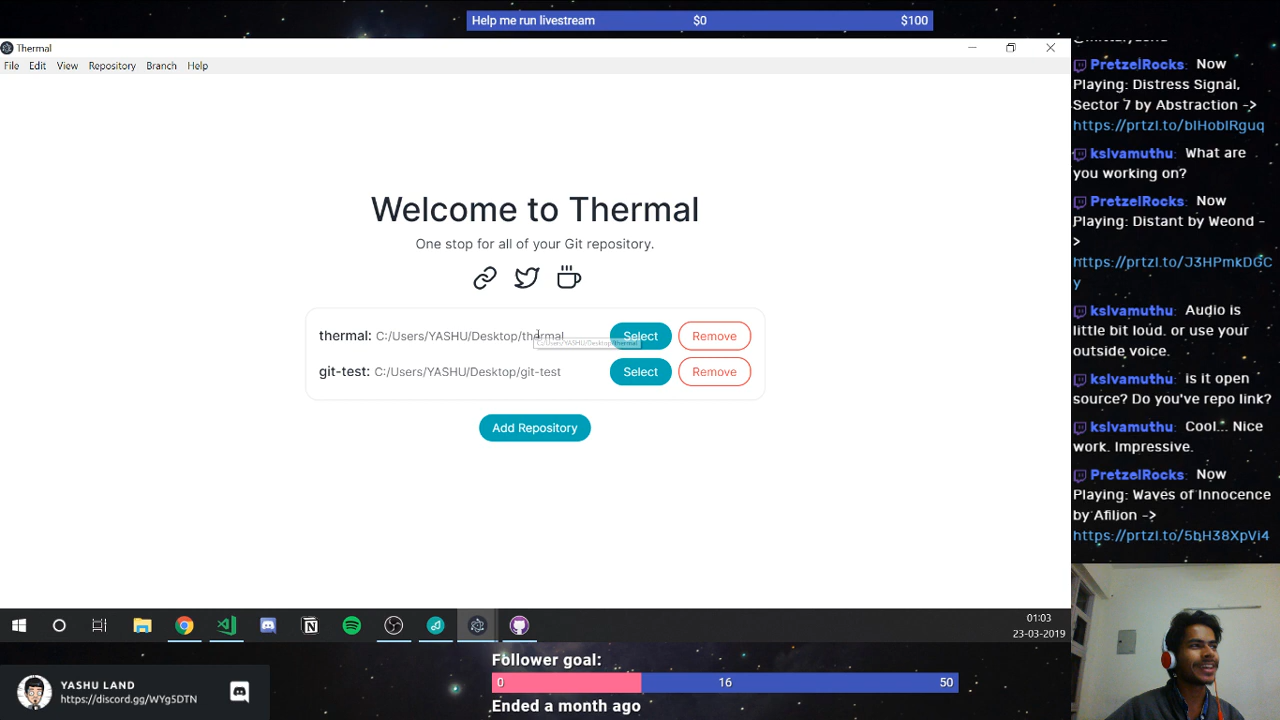 Help me run livestream $0 $100
Thermal
File Edit View Repository Branch Help
Welcome to Thermal
One stop for all of your Git repository.
thermal: C:/Users/YASHU/Desktop/thermal Select Remove
C:/Users/YASHU/Desktop/thermal
git-test: C:/Users/YASHU/Desktop/git-test Select Remove
Add Repository
PretzelRocks: Now
Playing: Distress Signal,
Sector 7 by Abstraction ->
https://prtzl.to/blHoblRguq
kslvamuthu: What are
you working on?
PretzelRocks: Now
Playing: Distant by Weond -
>
https://prtzl.to/J3HPmkDGC
y
kslvamuthu: Audio is
little bit loud. or use your
outside voice.
kslvamuthu: is it open
source? Do you've repo link?
kslvamuthu: Cool... Nice
work. Impressive.
PretzelRocks: Now
Playing: Waves of Innocence
by Afilion ->
https://prtzl.to/5bH38XpVi4
01:03
23-03-2019
YASHU LAND
https://discord.gg/WYg5DTN
Follower goal:
0 16 50
Ended a month ago